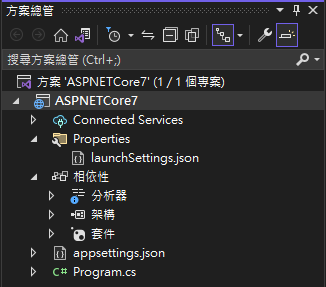 方案總管
搜尋方案總管 (Ctrl+;)
方案 'ASPNETCore7' (1 / 1 個專案)
ASPNETCore7
Connected Services
Properties
launchSettings.json
相依性
分析器
架構
套件
appsettings.json
C# Program.cs